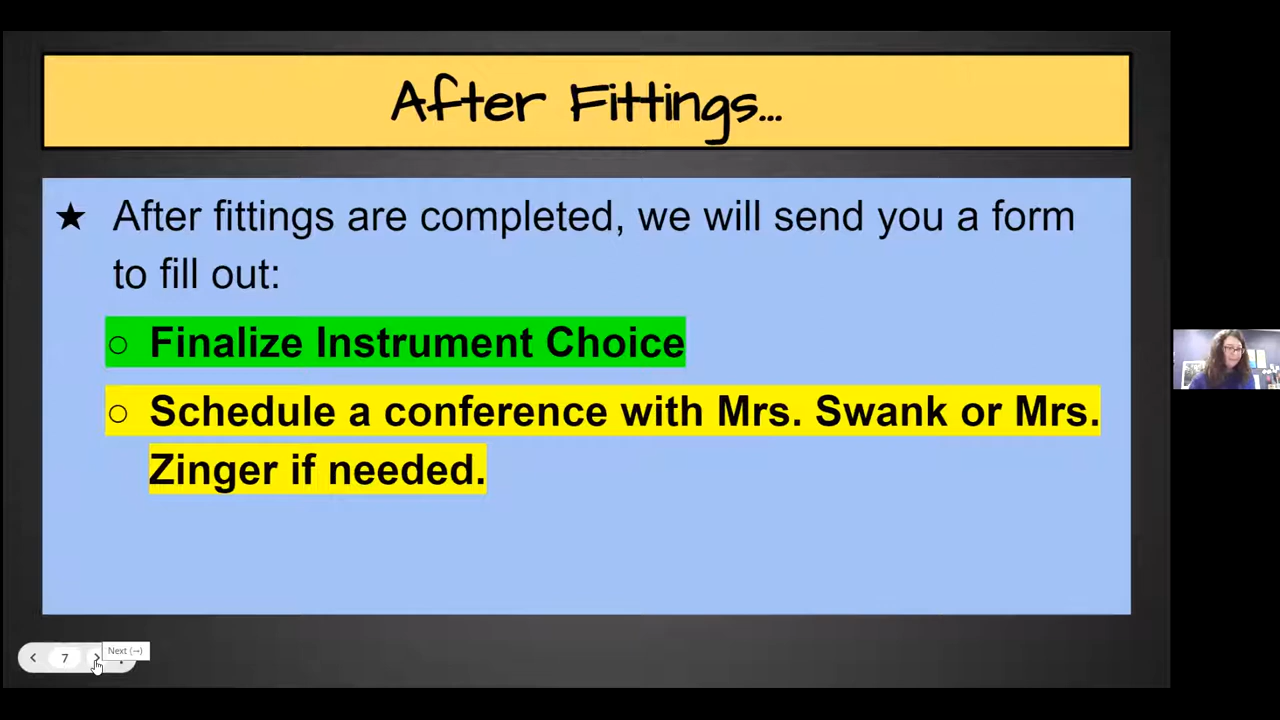 After Fittings...
★ After fittings are completed, we will send you a form
to fill out:
○ Finalize Instrument Choice
○ Schedule a conference with Mrs. Swank or Mrs.
Zinger if needed.
Next (→)
7